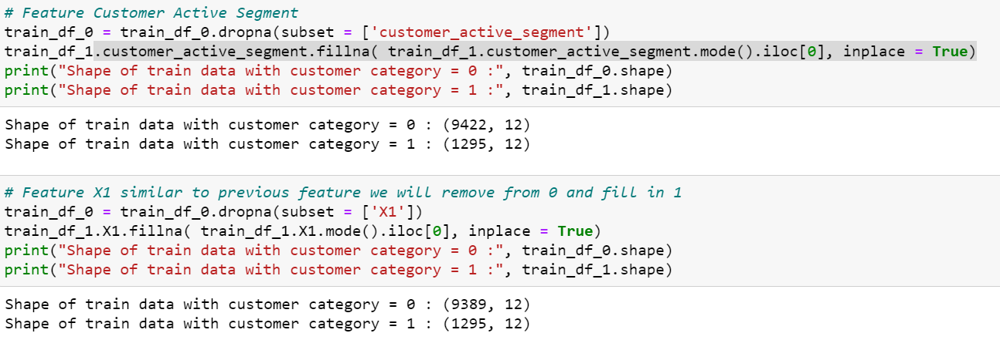 # Feature Customer Active Segment
train_df_0 = train_df_0.dropna(subset = ['customer_active_segment'])
train_df_1.customer_active_segment.fillna( train_df_1.customer_active_segment.mode().iloc[0], inplace = True)
print("Shape of train data with customer category = 0 :", train_df_0.shape)
print("Shape of train data with customer category = 1 :", train_df_1.shape)
Shape of train data with customer category = 0 : (9422, 12)
Shape of train data with customer category = 1 : (1295, 12)
# Feature X1 similar to previous feature we will remove from 0 and fill in 1
train_df_0 = train_df_0.dropna(subset = ['X1'])
train_df_1.X1.fillna( train_df_1.X1.mode().iloc[0], inplace = True)
print("Shape of train data with customer category = 0 :", train_df_0.shape)
print("Shape of train data with customer category = 1 :", train_df_1.shape)
Shape of train data with customer category = 0 : (9389, 12)
Shape of train data with customer category = 1 : (1295, 12)